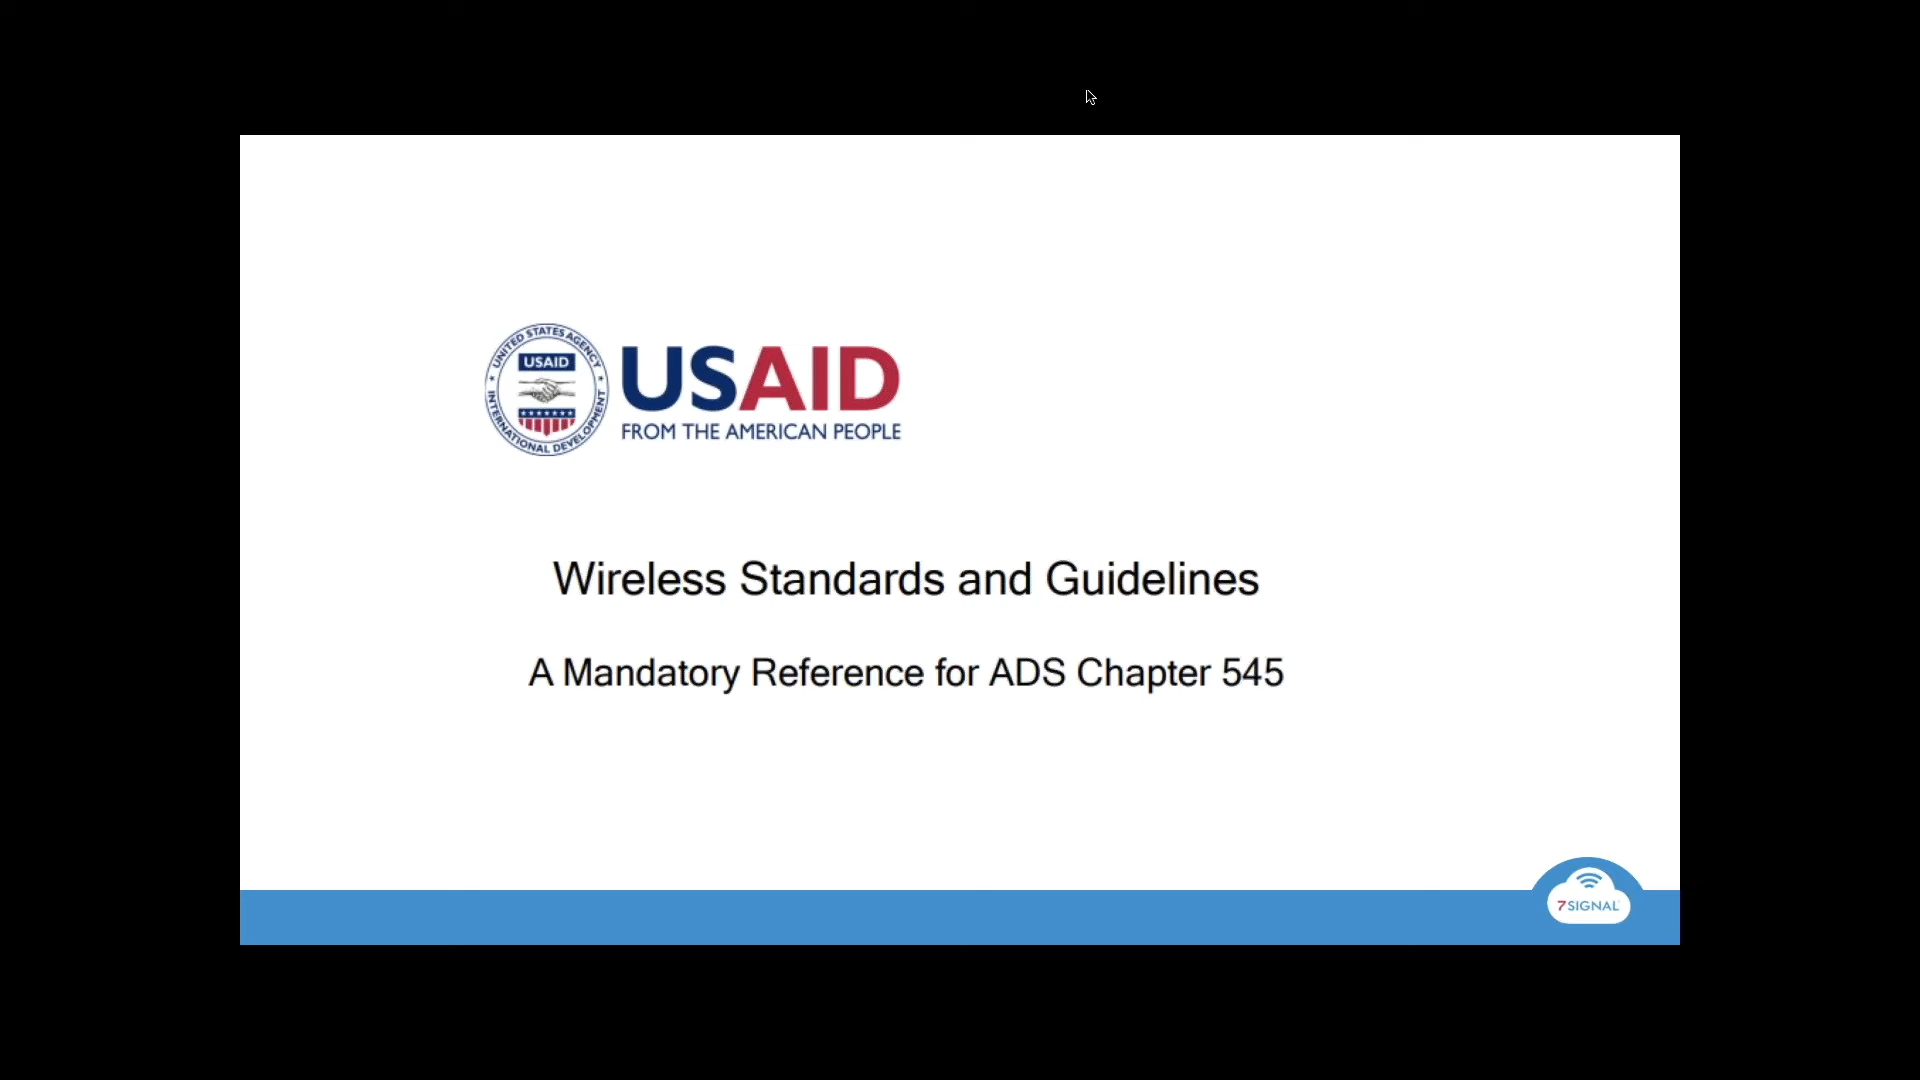 UNITED STATES AGENCY
USAID
INTERNATIONAL DEVELOPMENT
USAID
FROM THE AMERICAN PEOPLE
Wireless Standards and Guidelines
A Mandatory Reference for ADS Chapter 545
7SIGNAL